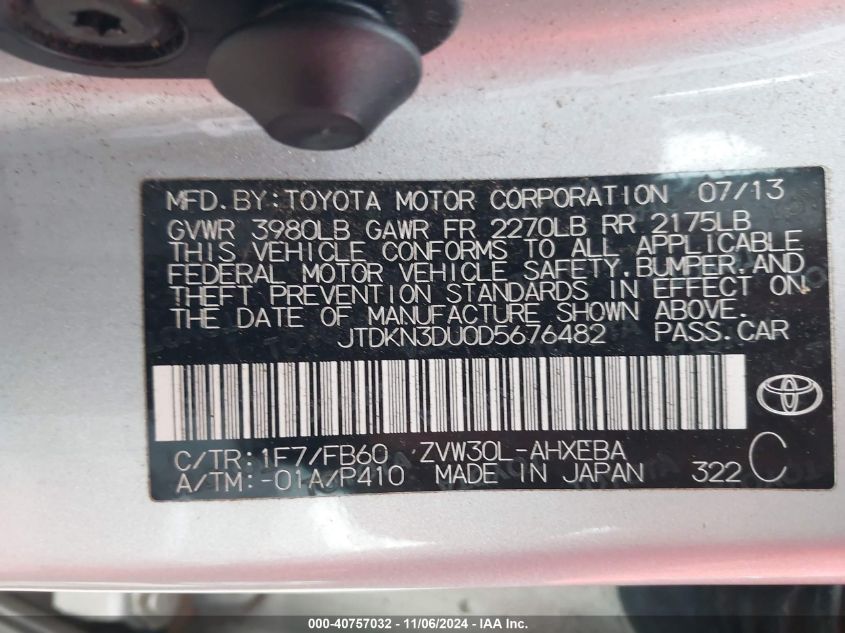 MFD.BY:TOYOTA MOTOR CORPORATION 07/13
GVWR 3980LB GAWR FR 2270LB RR 2175LB
THIS VEHICLE CONFORMS TO ALL APPLICABLE
FEDERAL MOTOR VEHICLE SAFETY,BUMPER,AND
THEFT PREVENTION STANDARDS IN EFFECT ON
THE DATE OF MANUFACTURE SHOWN ABOVE.
JTDKN3DU0D5676482 PASS.CAR
C/TR:1F7/FB60 ZVW30L-AHXEBA C
A/TM:-01A/P410 MADE IN JAPAN 322
000-40757032 - 11/06/2024 - IAA Inc.